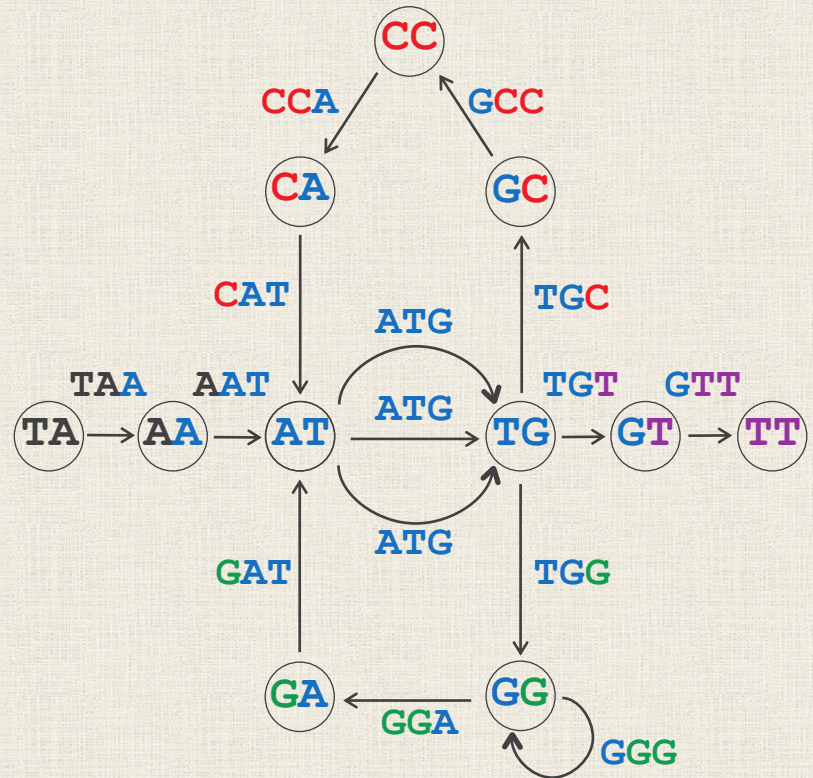 CC
CCA GCC
CA GC
CAT TGC
ATG
TAA AAT ATG TGT GTT
TA AA AT TG GT TT
ATG
GAT TGG
GA GG
GGA
GGG